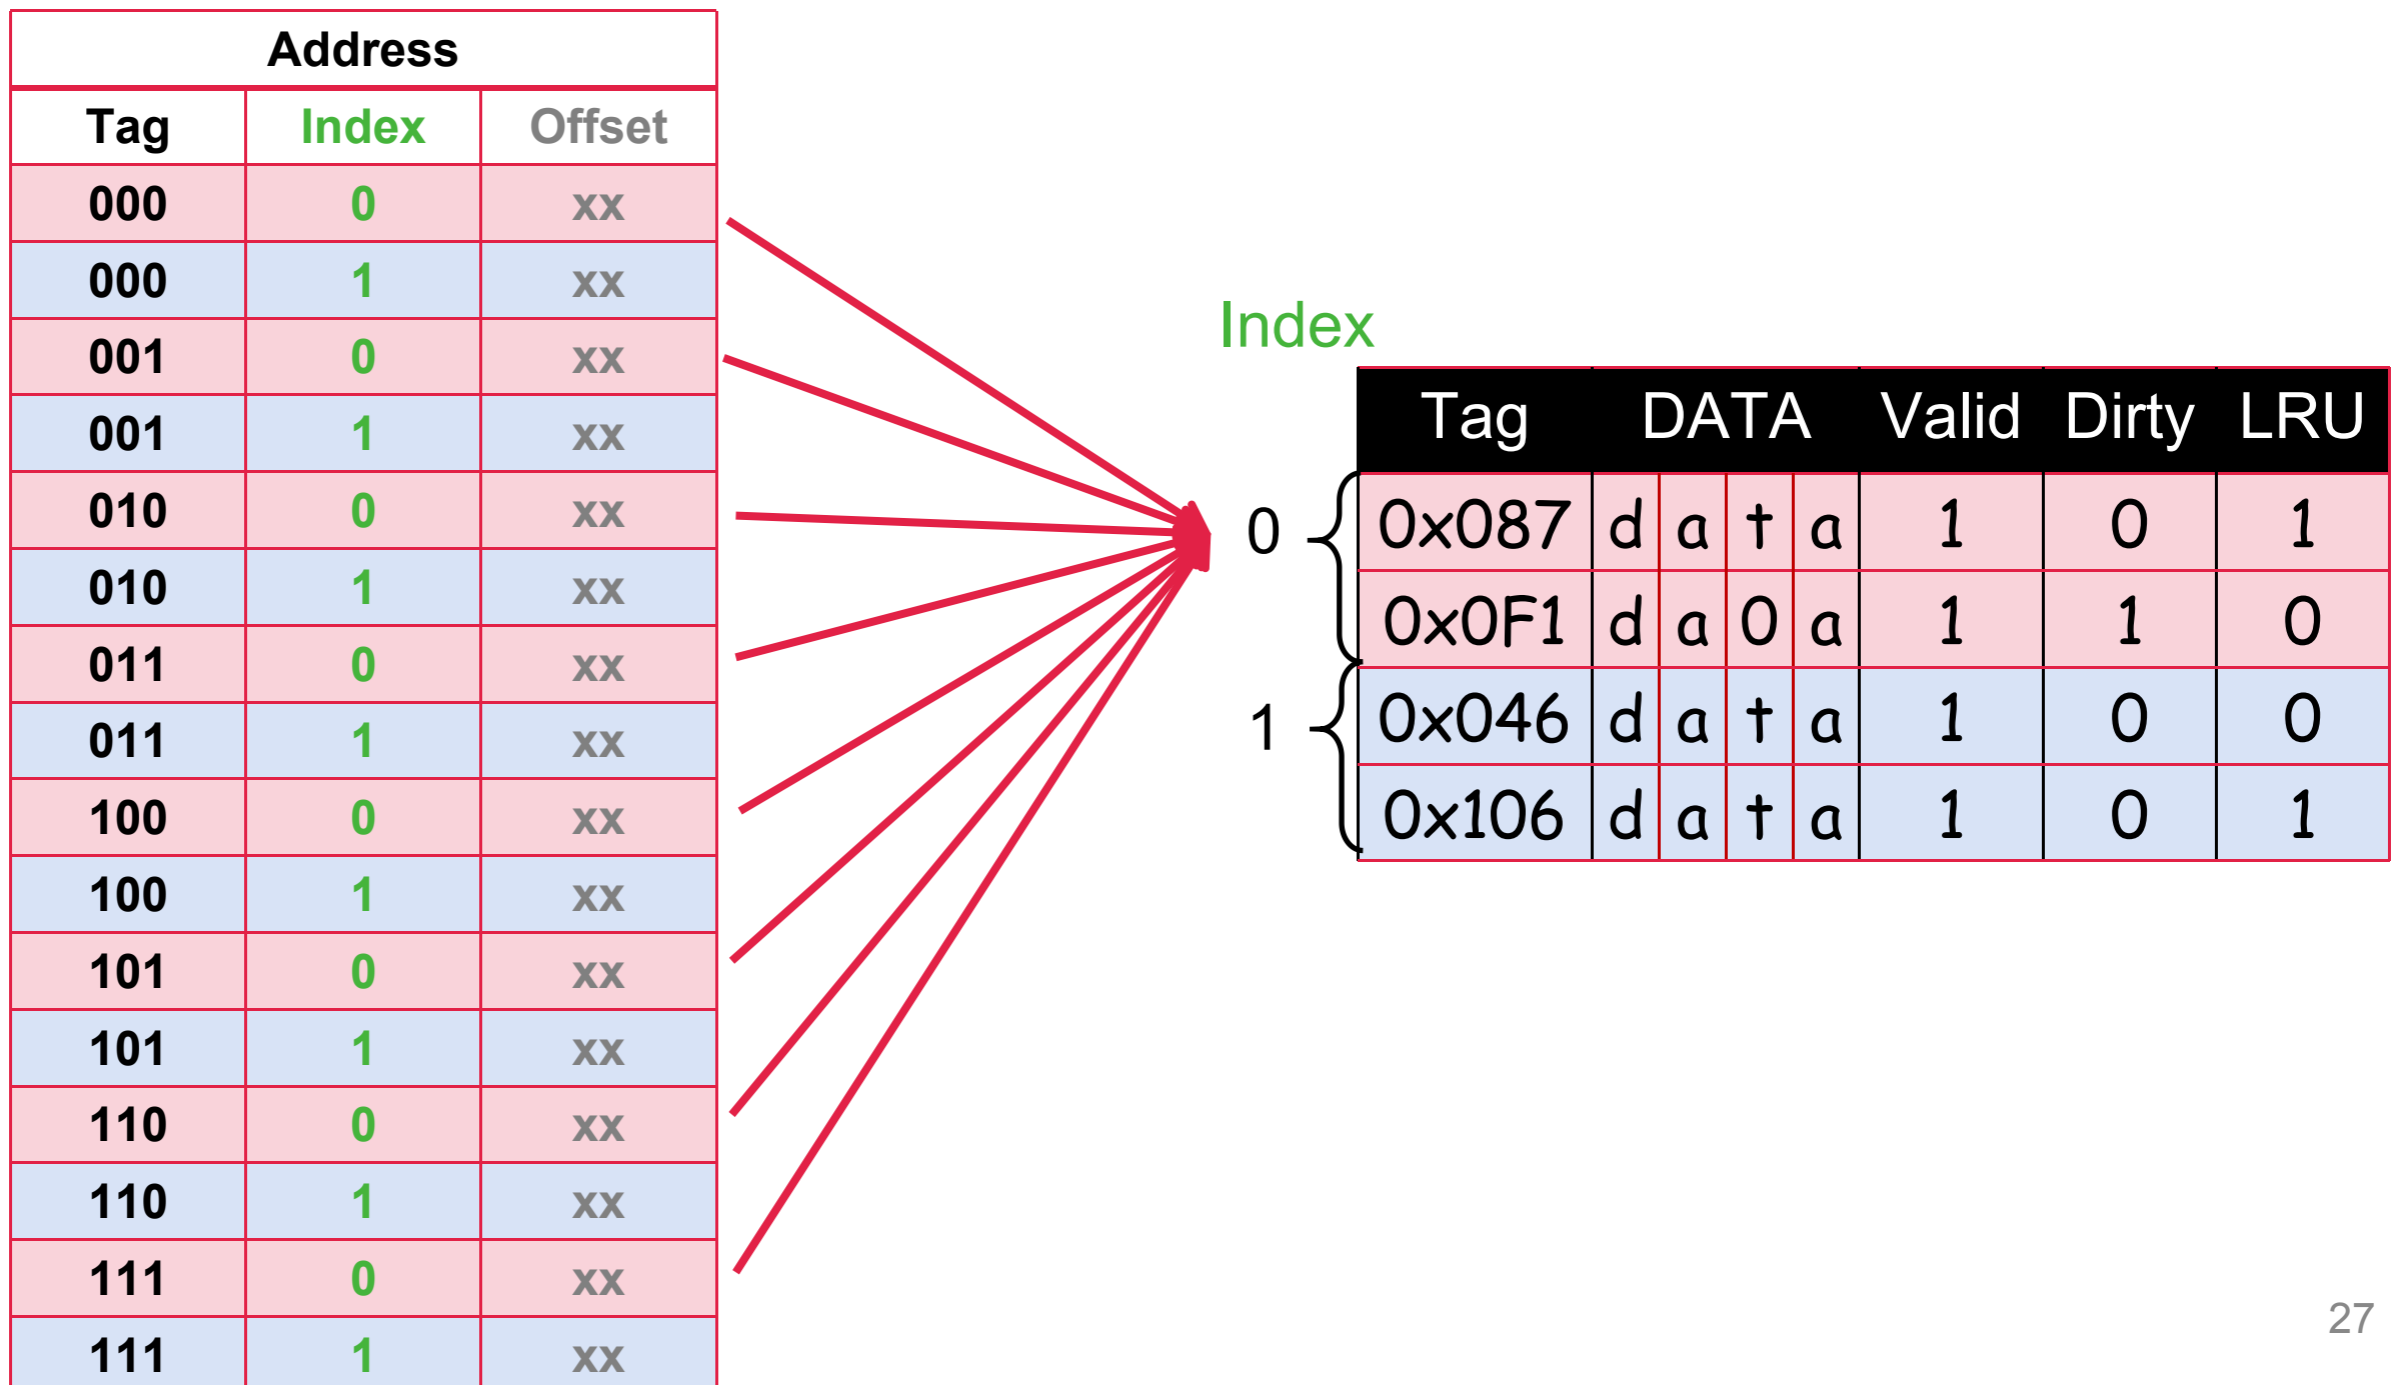 Address
Tag Index Offset
000 0 xx
000 1 xx
001 0 xx
001 1 xx
010 0 xx
010 1 xx
011 0 xx
011 1 xx
100 0 xx
100 1 xx
101 0 xx
101 1 xx
110 0 xx
110 1 xx
111 0 xx
111 1 xx
Index
Tag DATA Valid Dirty LRU
0 0x087 d a t a 1 0 1
0x0F1 d a 0 a 1 1 0
1 0x046 d a t a 1 0 0
0x106 d a t a 1 0 1
27